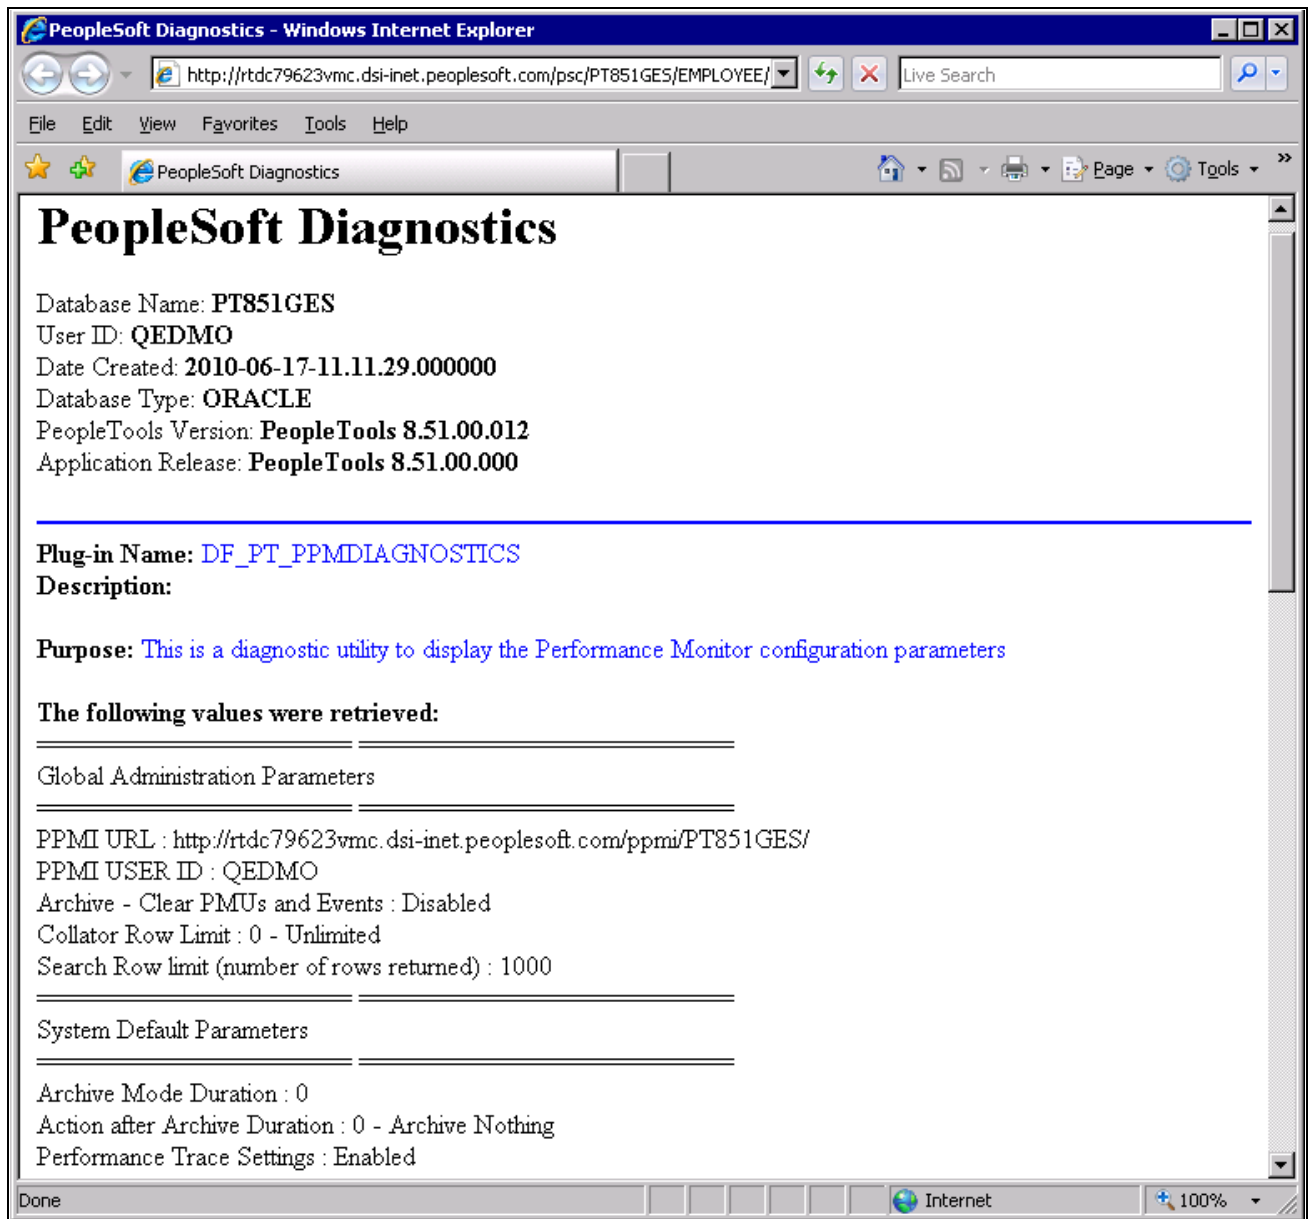 PeopleSoft Diagnostics - Windows Internet Explorer
http://rtdc79623vmc.dsi-inet.peoplesoft.com/psc/PT851GES/EMPLOYEE/ Live Search
File Edit View Favorites Tools Help
PeopleSoft Diagnostics Page Tools »
PeopleSoft Diagnostics
Database Name: PT851GES
User ID: QEDMO
Date Created: 2010-06-17-11.11.29.000000
Database Type: ORACLE
PeopleTools Version: PeopleTools 8.51.00.012
Application Release: PeopleTools 8.51.00.000
Plug-in Name: DF_PT_PPMDIAGNOSTICS
Description:
Purpose: This is a diagnostic utility to display the Performance Monitor configuration parameters
The following values were retrieved:
Global Administration Parameters
PPMI URL : http://rtdc79623vmc.dsi-inet.peoplesoft.com/ppmi/PT851GES/
PPMI USER ID : QEDMO
Archive - Clear PMUs and Events : Disabled
Collator Row Limit : 0 - Unlimited
Search Row limit (number of rows returned) : 1000
System Default Parameters
Archive Mode Duration : 0
Action after Archive Duration : 0 - Archive Nothing
Performance Trace Settings : Enabled
Done Internet 100%